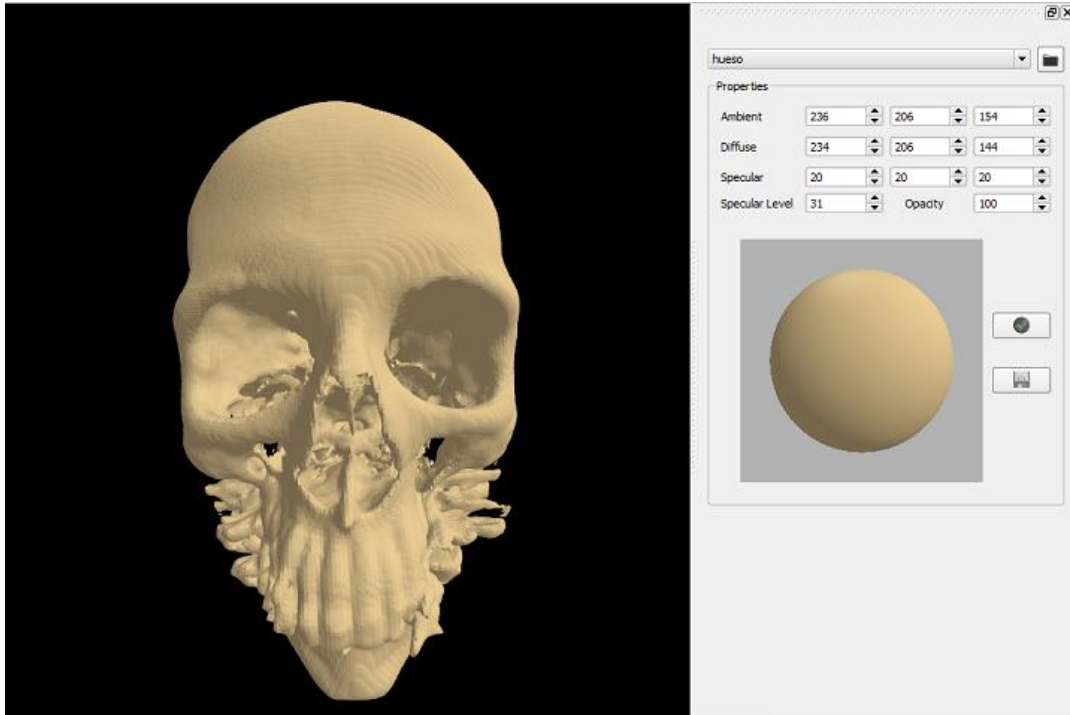 hueso
Properties
Ambient 236 206 154
Diffuse 234 206 144
Specular 20 20 20
Specular Level 31 Opacity 100